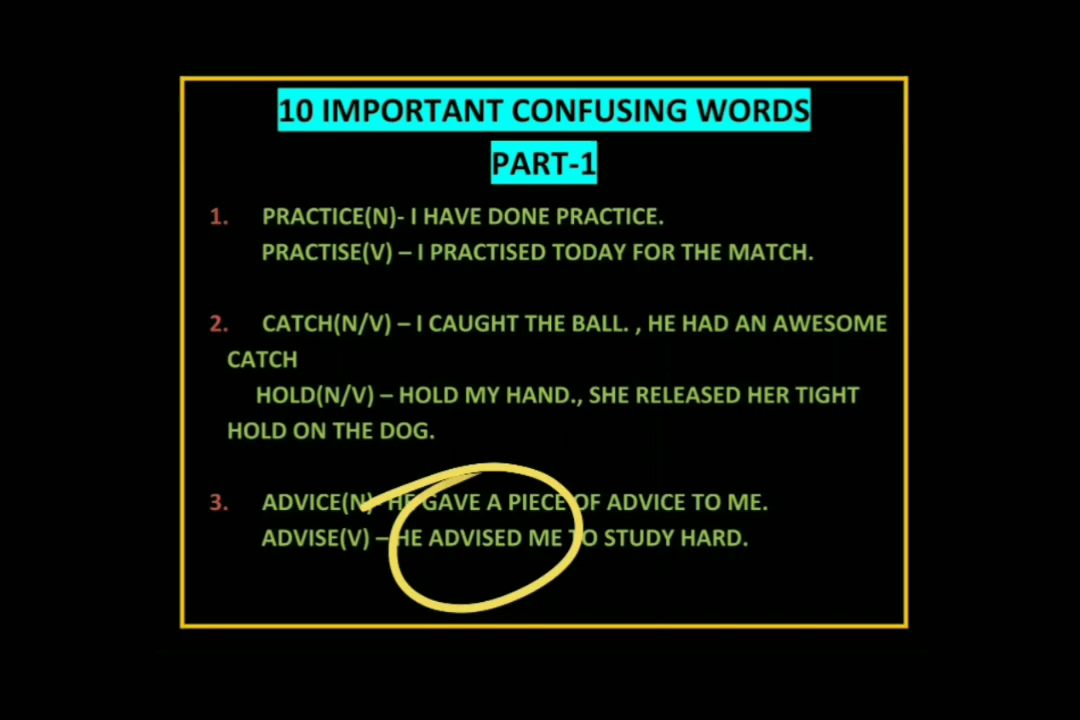 10 IMPORTANT CONFUSING WORDS
PART-1
1. PRACTICE(N)- I HAVE DONE PRACTICE.
PRACTISE(V) – I PRACTISED TODAY FOR THE MATCH.
2. CATCH(N/V) – I CAUGHT THE BALL. , HE HAD AN AWESOME
CATCH
HOLD(N/V) – HOLD MY HAND., SHE RELEASED HER TIGHT
HOLD ON THE DOG.
3. ADVICE(N)- HE GAVE A PIECE OF ADVICE TO ME.
ADVISE(V) – HE ADVISED ME TO STUDY HARD.